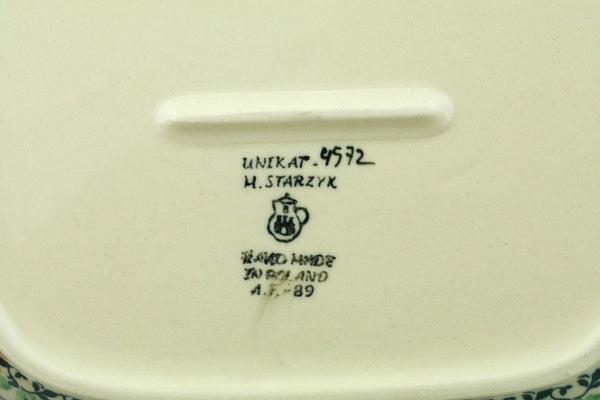 UNIKAT-4572
M. STARZYK
HAND MADE
IN POLAND
A.F.-89